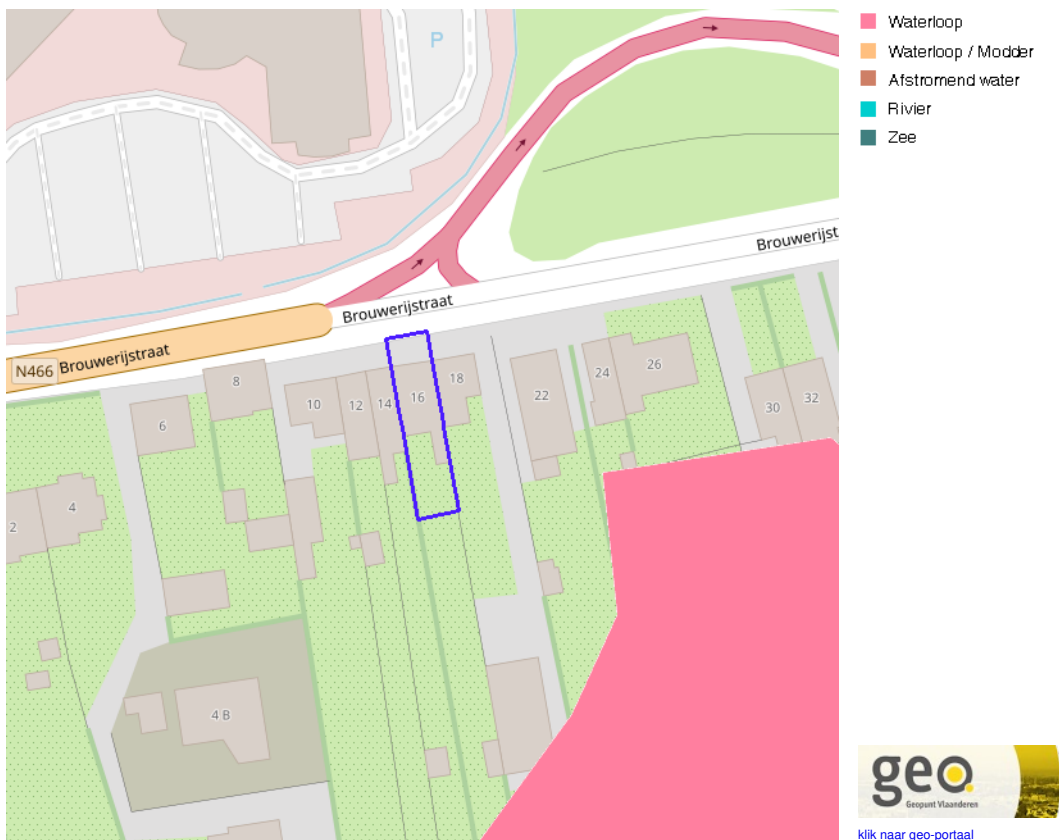 P
Waterloop
Waterloop / Modder
Afstromend water
Rivier
Zee
Brouwerijst
Brouwerijstraat
N466 Brouwerijstraat
8
10
12
14
16
18
22
24
26
30
32
6
4
2
4 B
geo
Geopunt Vlaanderen
klik naar geo-portaal